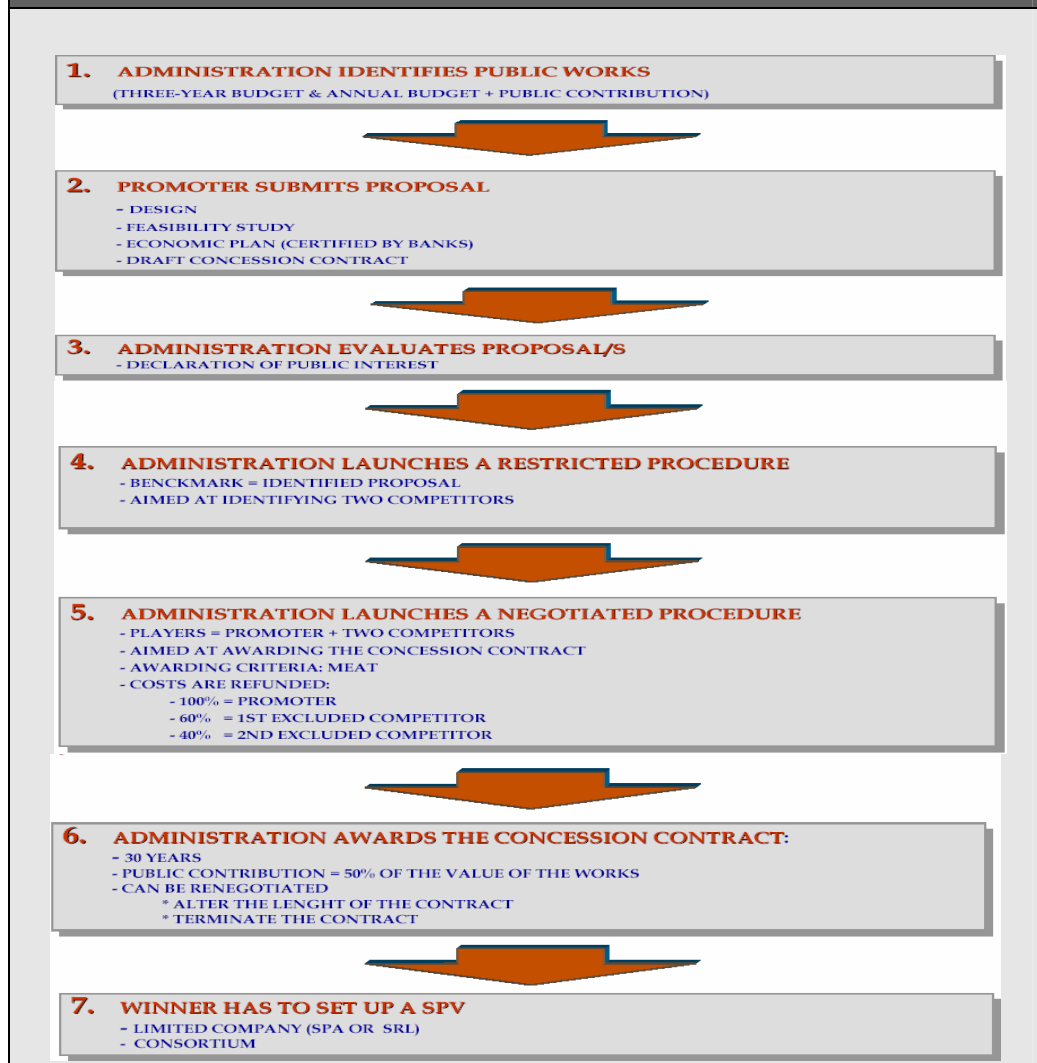 1. ADMINISTRATION IDENTIFIES PUBLIC WORKS
(THREE-YEAR BUDGET & ANNUAL BUDGET + PUBLIC CONTRIBUTION)
2. PROMOTER SUBMITS PROPOSAL
- DESIGN
- FEASIBILITY STUDY
- ECONOMIC PLAN (CERTIFIED BY BANKS)
- DRAFT CONCESSION CONTRACT
3. ADMINISTRATION EVALUATES PROPOSAL/S
- DECLARATION OF PUBLIC INTEREST
4. ADMINISTRATION LAUNCHES A RESTRICTED PROCEDURE
- BENCKMARK = IDENTIFIED PROPOSAL
- AIMED AT IDENTIFYING TWO COMPETITORS
5. ADMINISTRATION LAUNCHES A NEGOTIATED PROCEDURE
- PLAYERS = PROMOTER + TWO COMPETITORS
- AIMED AT AWARDING THE CONCESSION CONTRACT
- AWARDING CRITERIA: MEAT
- COSTS ARE REFUNDED:
- 100% = PROMOTER
- 60% = 1ST EXCLUDED COMPETITOR
- 40% = 2ND EXCLUDED COMPETITOR
6. ADMINISTRATION AWARDS THE CONCESSION CONTRACT:
- 30 YEARS
- PUBLIC CONTRIBUTION = 50% OF THE VALUE OF THE WORKS
- CAN BE RENEGOTIATED
* ALTER THE LENGHT OF THE CONTRACT
* TERMINATE THE CONTRACT
7. WINNER HAS TO SET UP A SPV
- LIMITED COMPANY (SPA OR SRL)
- CONSORTIUM